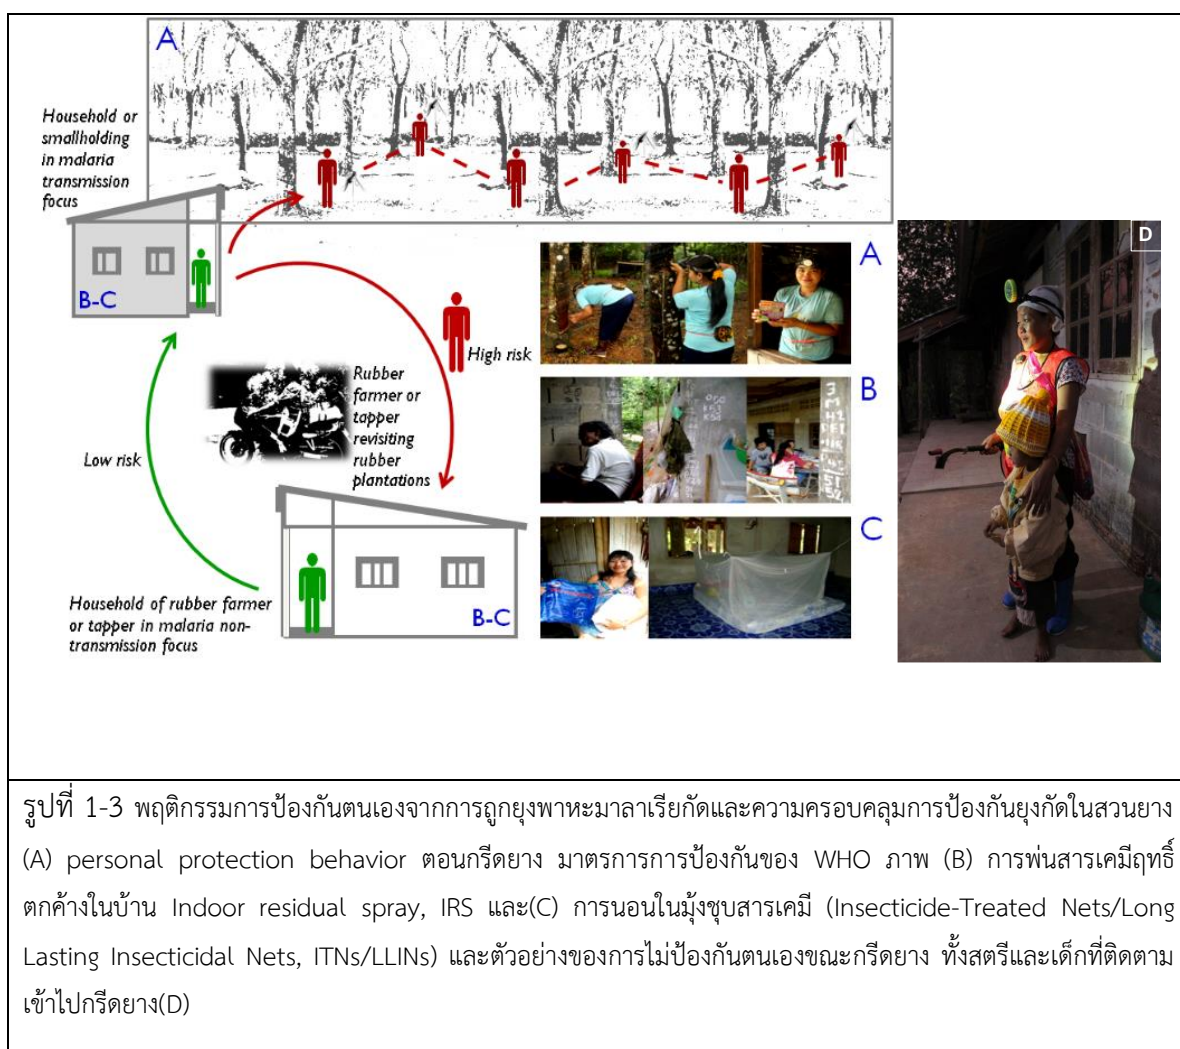 A
Household or
smallholding
in malaria
transmission
focus
B-C
High risk
Rubber
farmer or
tapper
revisiting
rubber
plantations
Low risk
Household of rubber farmer
or tapper in malaria non-
transmission focus
B-C
A
B
C
D
รูปที่ 1-3 พฤติกรรมการป้องกันตนเองจากการถูกยุงพาหะมาลาเรียกัดและความครอบคลุมการป้องกันยุงกัดในสวนยาง
(A) personal protection behavior ตอนกรีดยาง มาตรการการป้องกันของ WHO ภาพ (B) การพ่นสารเคมีฤทธิ์
ตกค้างในบ้าน Indoor residual spray, IRS และ(C) การนอนในมุ้งชุบสารเคมี (Insecticide-Treated Nets/Long
Lasting Insecticidal Nets, ITNs/LLINs) และตัวอย่างของการไม่ป้องกันตนเองขณะกรีดยาง ทั้งสตรีและเด็กที่ติดตาม
เข้าไปกรีดยาง(D)